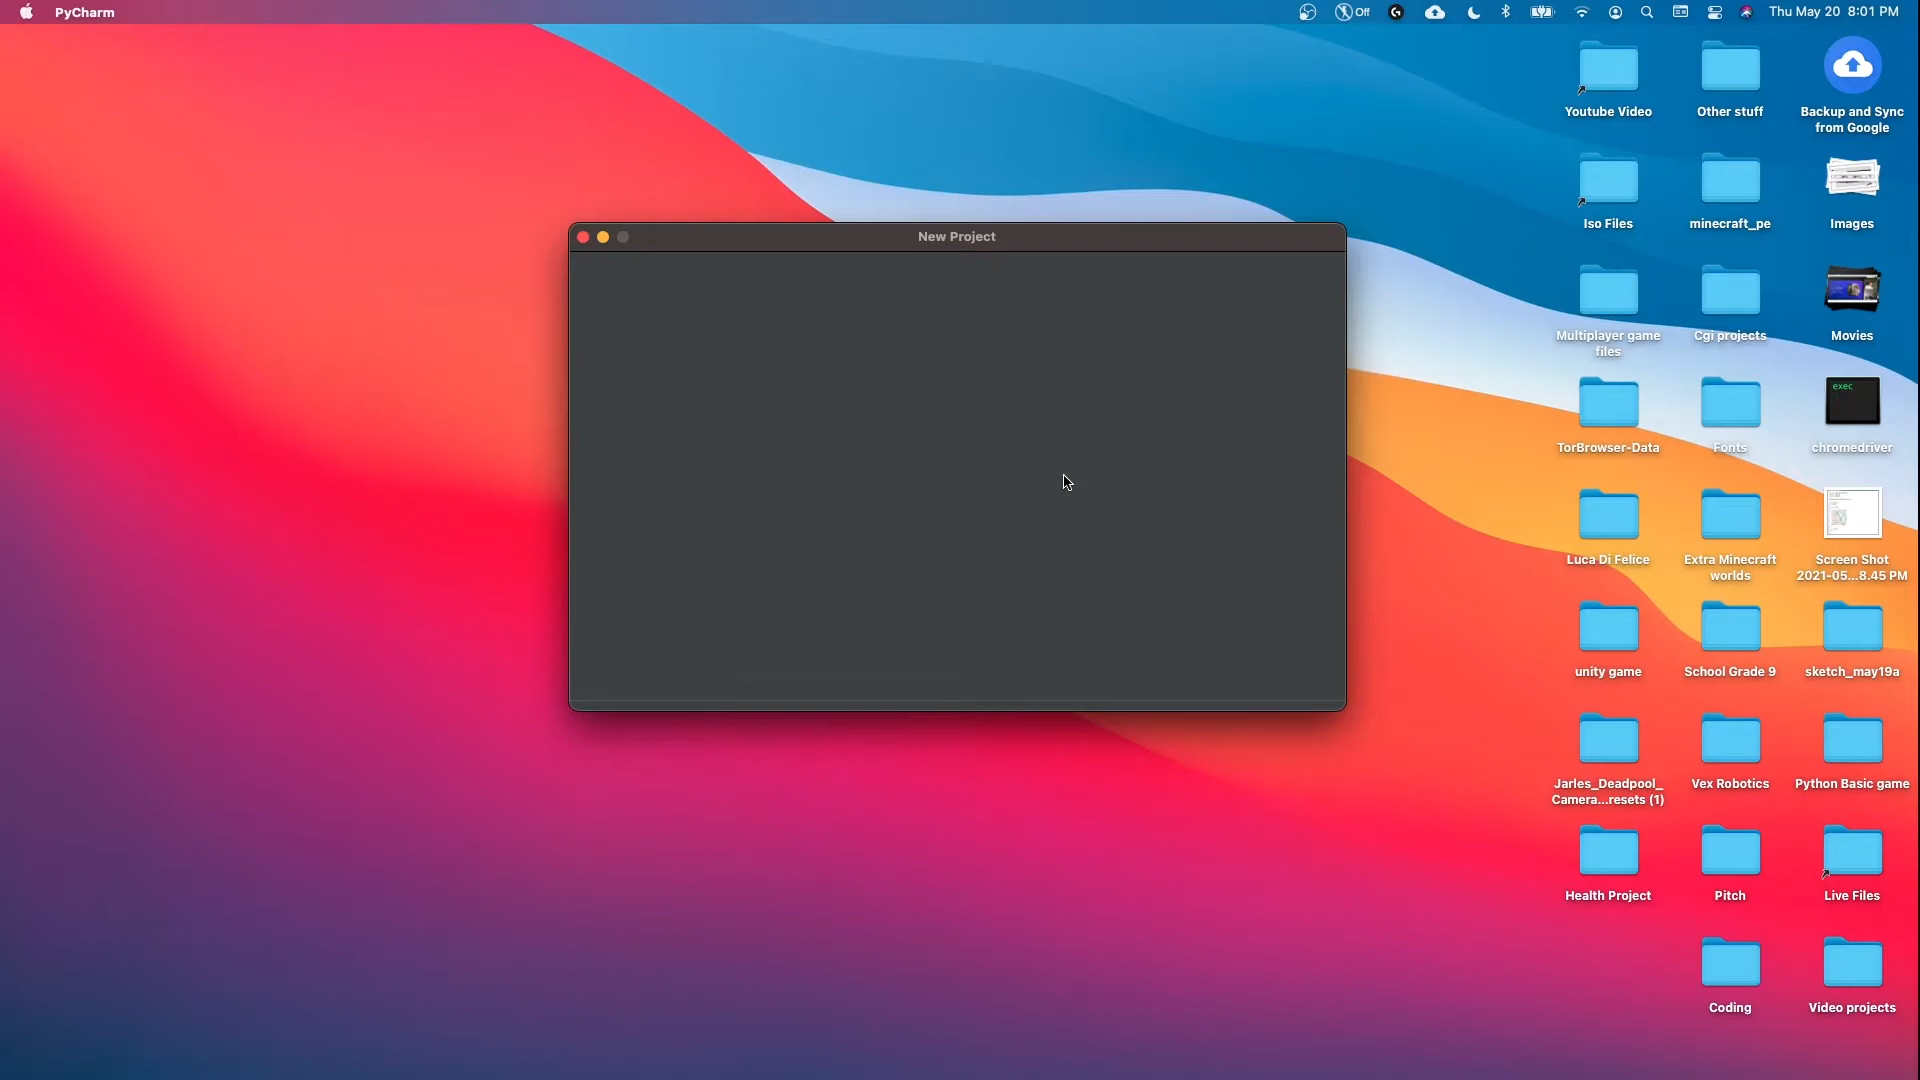 PyCharm
Off
Thu May 20 8:01 PM
Youtube Video
Other stuff
Backup and Sync
from Google
Iso Files
minecraft_pe
Images
New Project
Multiplayer game
files
Cgi projects
Movies
exec
TorBrowser-Data
Fonts
chromedriver
Luca Di Felice
Extra Minecraft
worlds
Screen Shot
2021-05...8.45 PM
unity game
School Grade 9
sketch_may19a
Jarles_Deadpool_
Camera...resets (1)
Vex Robotics
Python Basic game
Health Project
Pitch
Live Files
Coding
Video projects